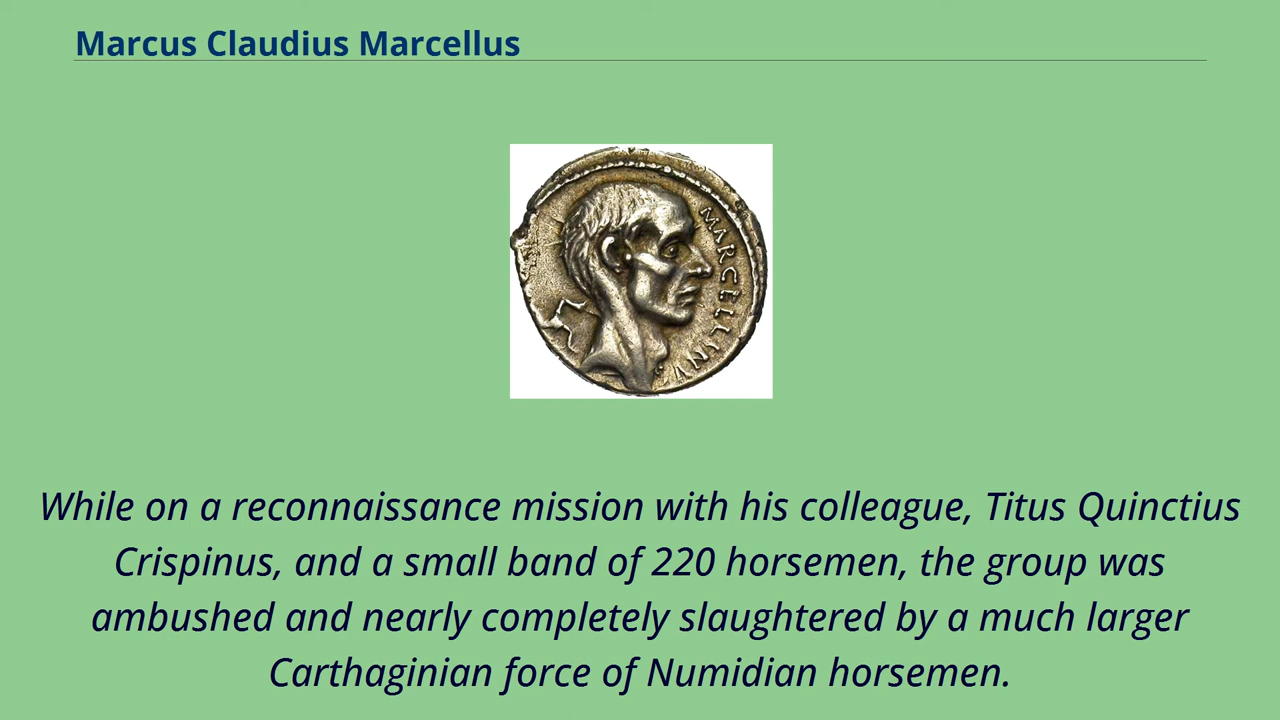 Marcus Claudius Marcellus
MARCELLINV
While on a reconnaissance mission with his colleague, Titus Quinctius
Crispinus, and a small band of 220 horsemen, the group was
ambushed and nearly completely slaughtered by a much larger
Carthaginian force of Numidian horsemen.